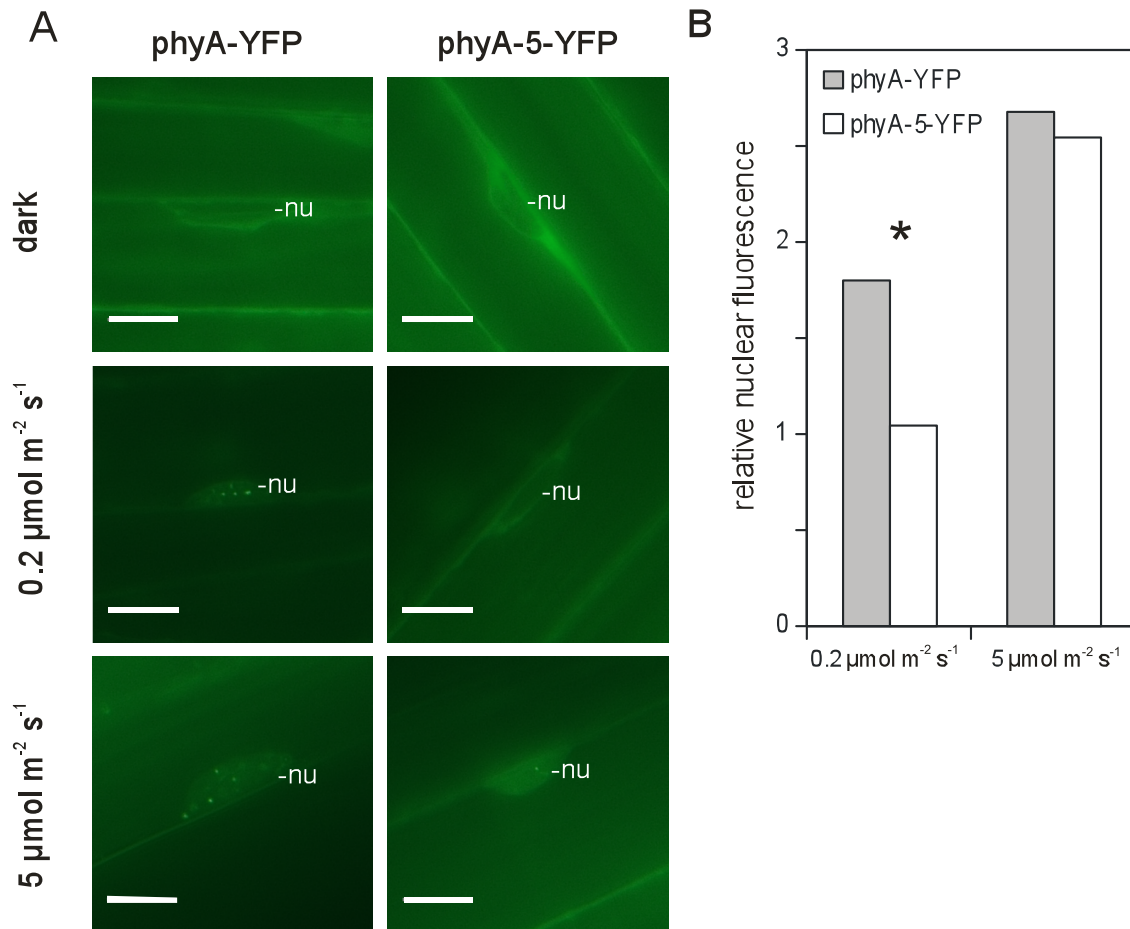 A
phyA-YFP
phyA-5-YFP
dark
-nu
-nu
0.2 µmol m⁻² s⁻¹
-nu
-nu
5 µmol m⁻² s⁻¹
-nu
-nu
B
phyA-YFP
phyA-5-YFP
relative nuclear fluorescence
3
2
1
0
*
0.2 µmol m⁻² s⁻¹
5 µmol m⁻² s⁻¹